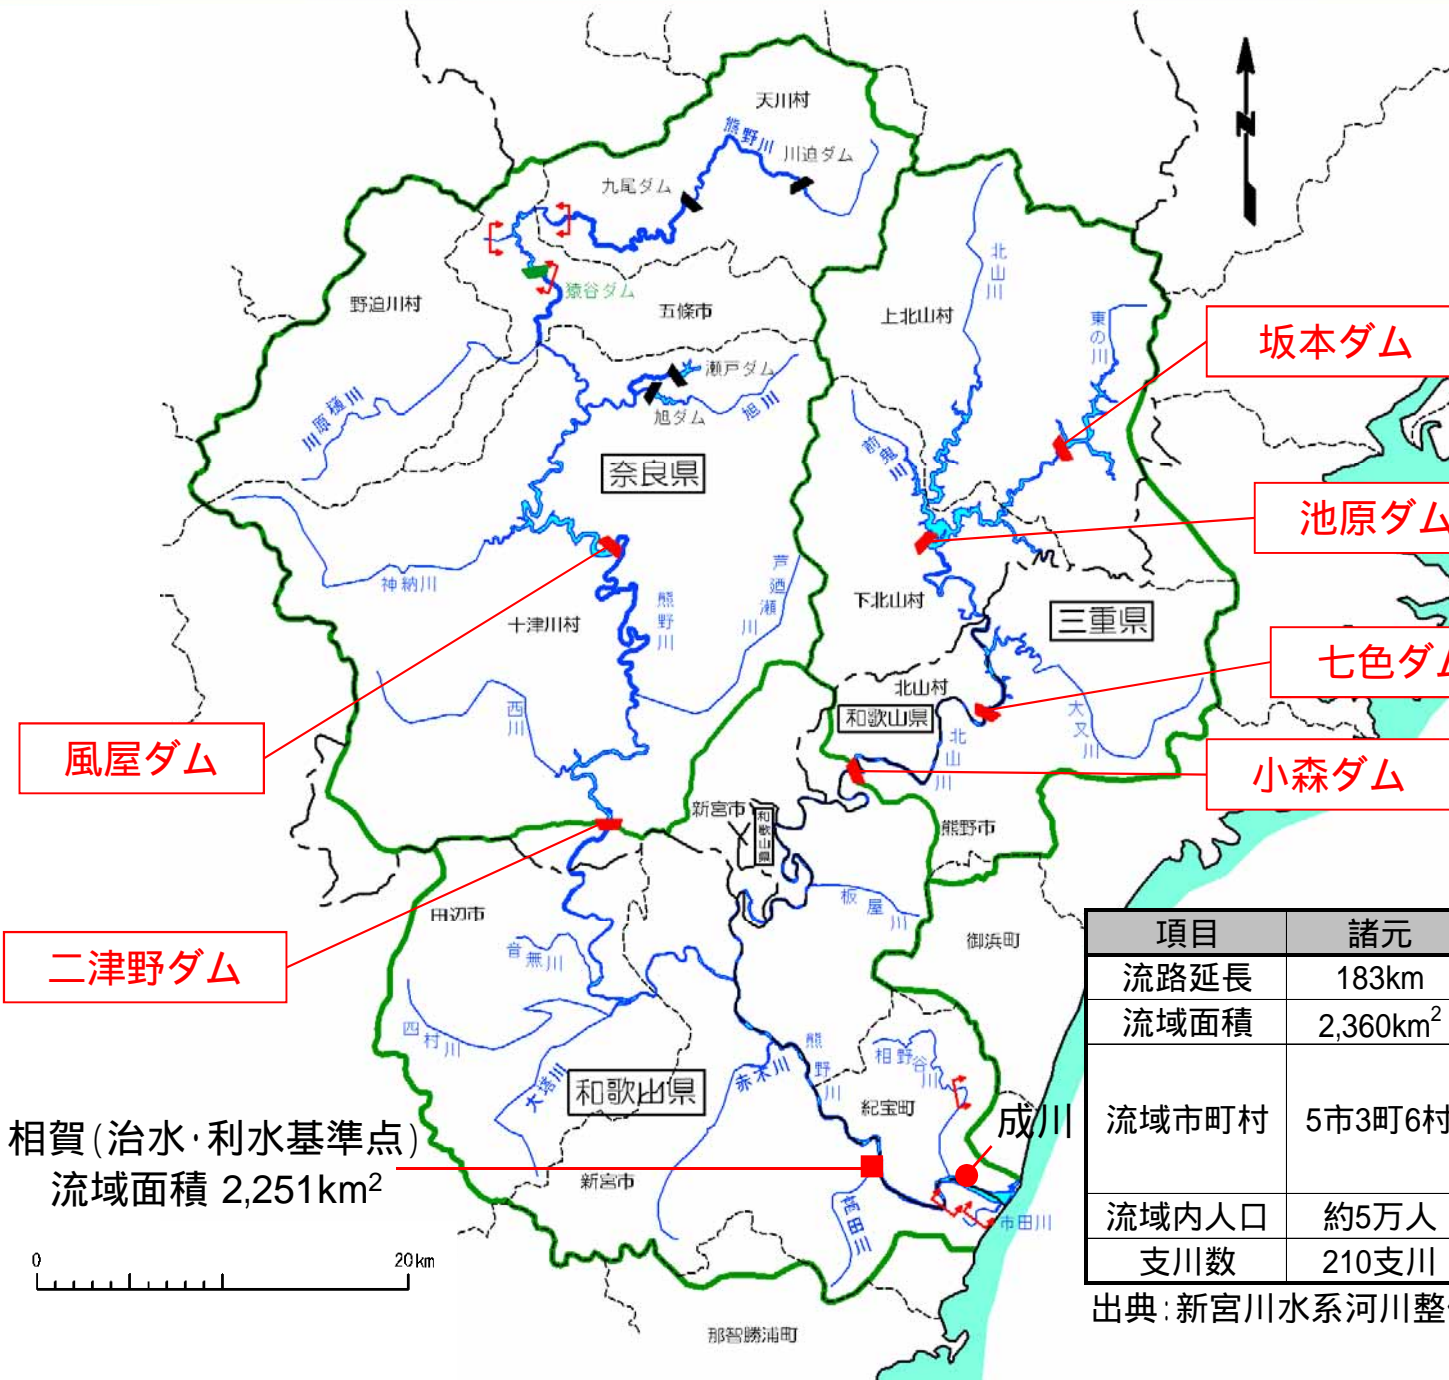 天川村
熊野川
川迫ダム
九尾ダム
猿谷ダム
野迫川村
五條市
北山川
上北山村
東の川
坂本ダム
瀬戸ダム
旭ダム
旭川
川原樋川
前鬼川
奈良県
池原ダム
神納川
十津川村
熊野川
芦廼瀬川
下北山村
三重県
七色ダム
北山村
和歌山県
西川
大又川
北山川
風屋ダム
小森ダム
新宮市
和歌山県
熊野市
板屋川
田辺市
御浜町
音無川
二津野ダム
四村川
大塔川
赤木川
熊野川
相野谷川
和歌山県
紀宝町
成川
相賀(治水・利水基準点)
流域面積 2,251km²
新宮市
市田川
0 20km
那智勝浦町
N
項目 諸元
流路延長 183km
流域面積 2,360km²
流域市町村 5市3町6村
流域内人口 約5万人
支川数 210支川
出典:新宮川水系河川整